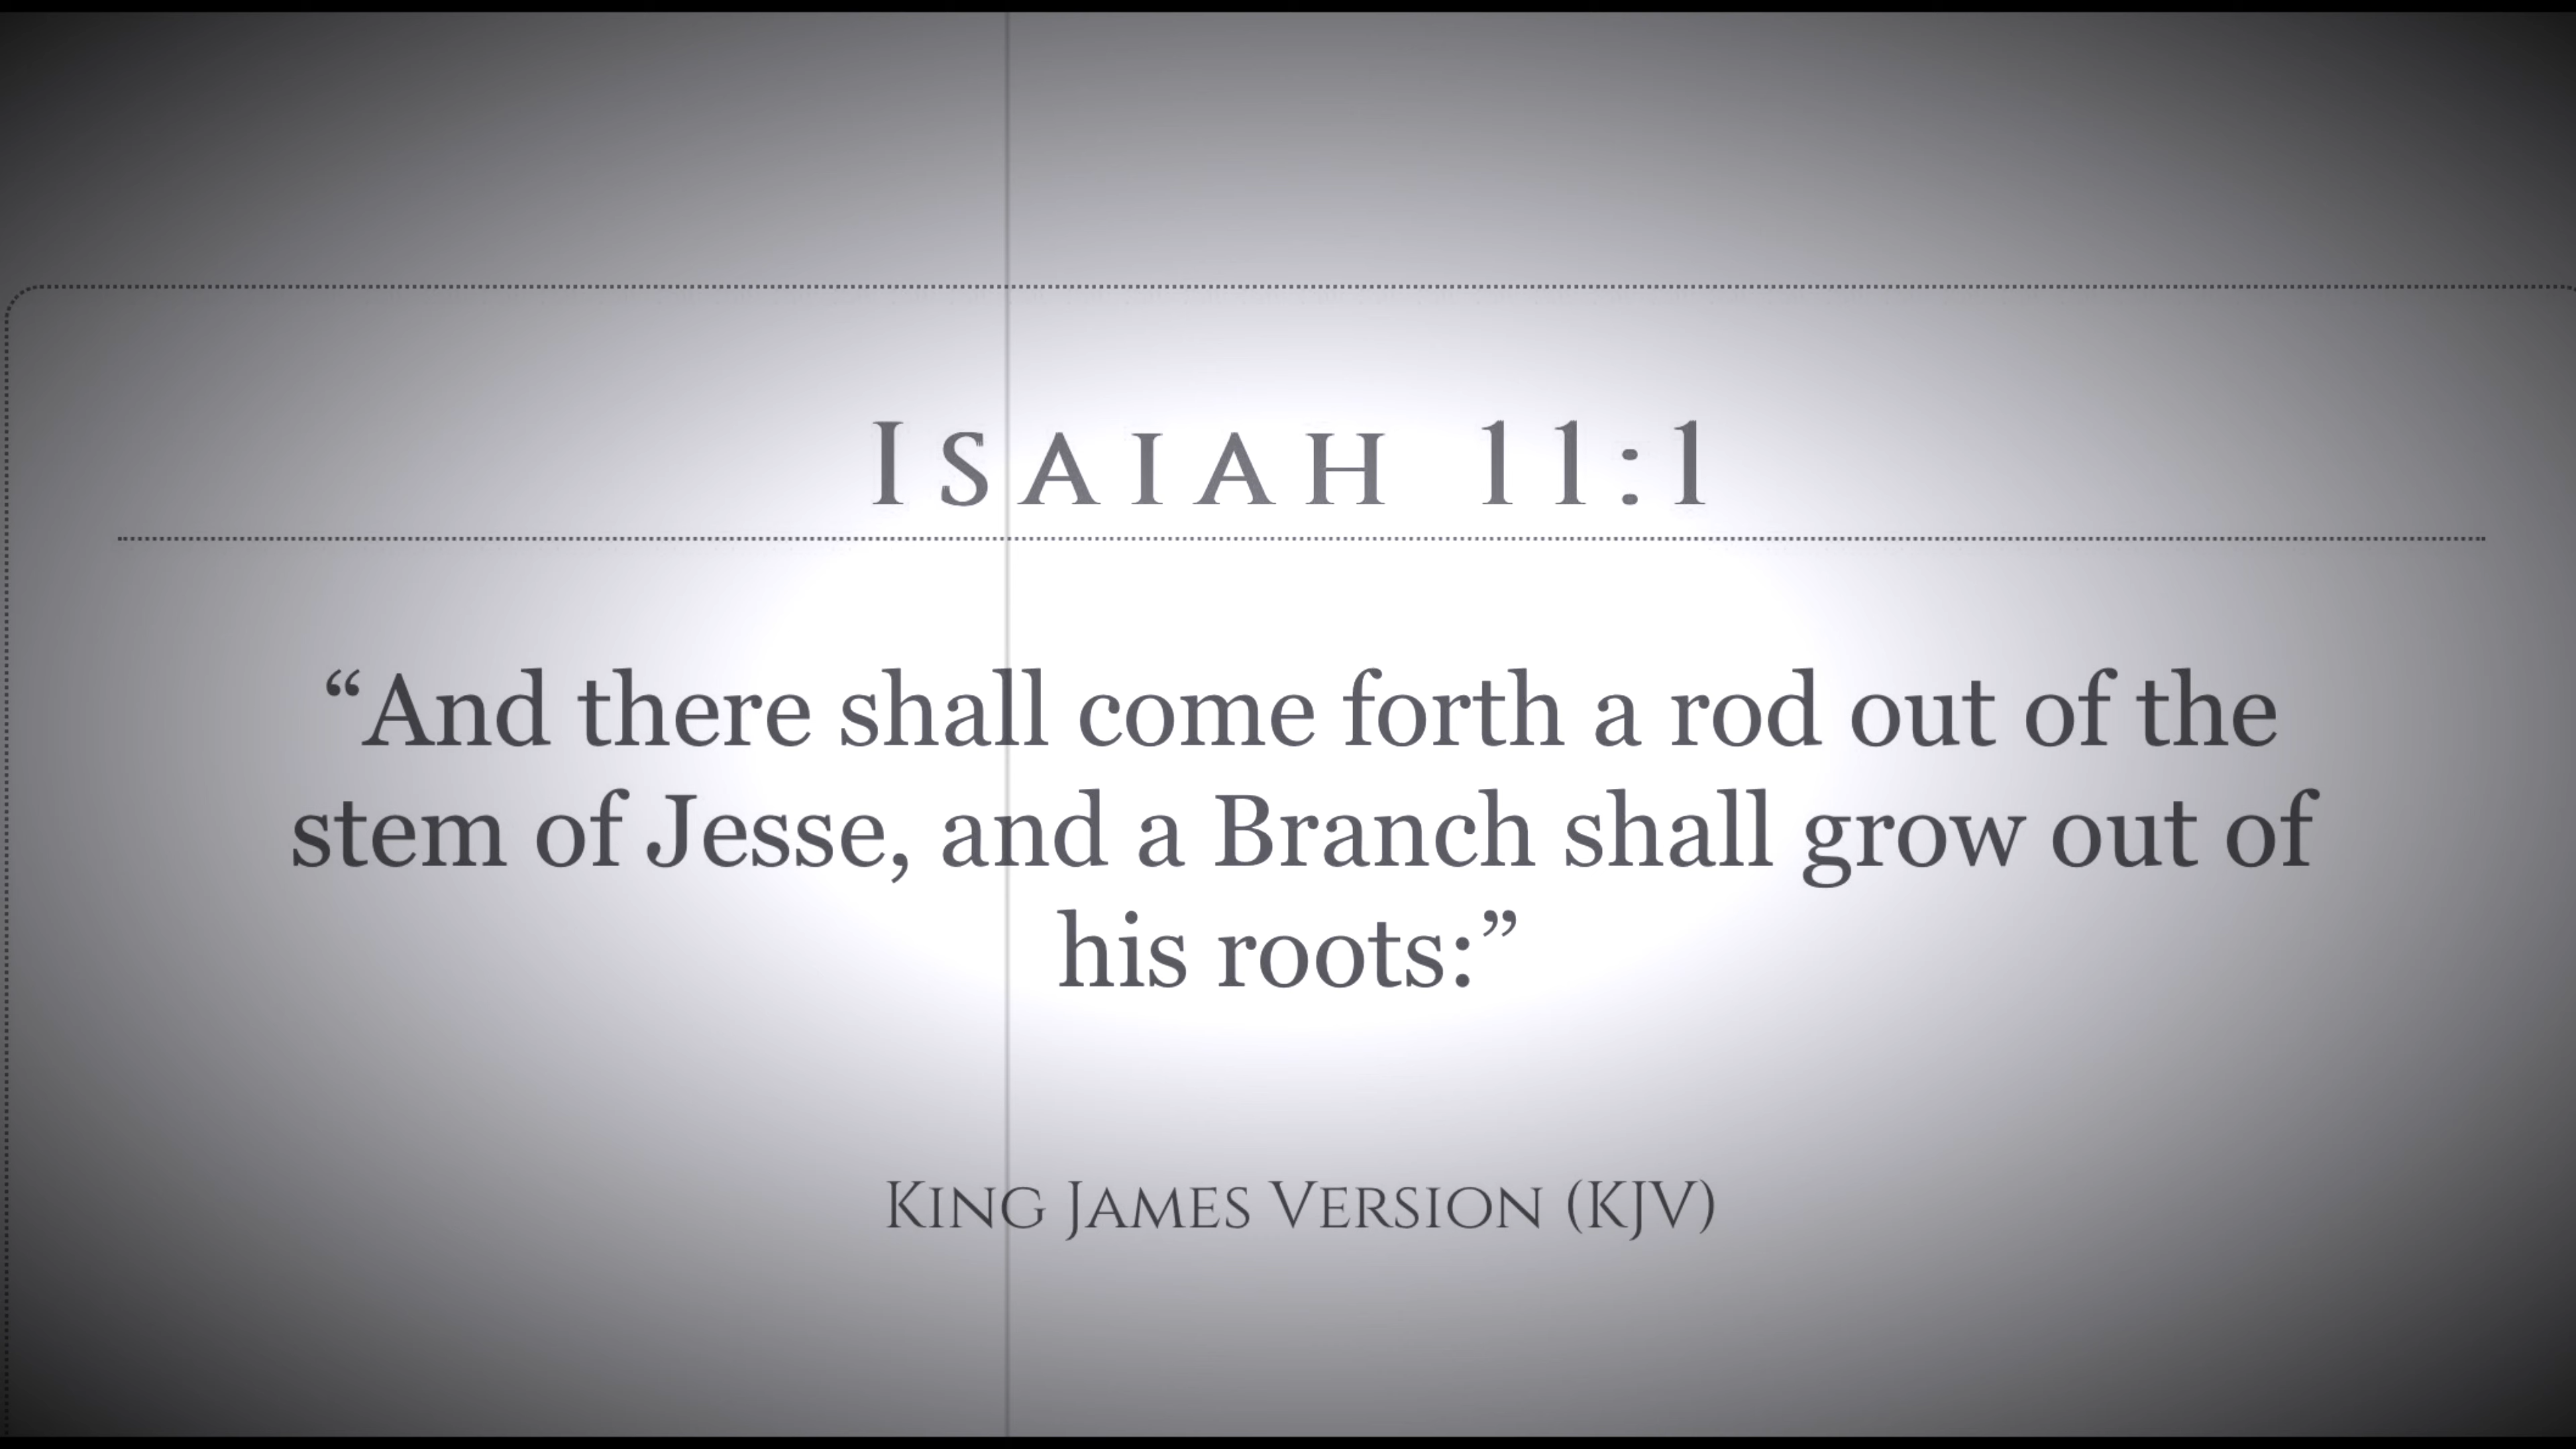 Isaiah 11:1
“And there shall come forth a rod out of the
stem of Jesse, and a Branch shall grow out of
his roots:”
King James Version (KJV)